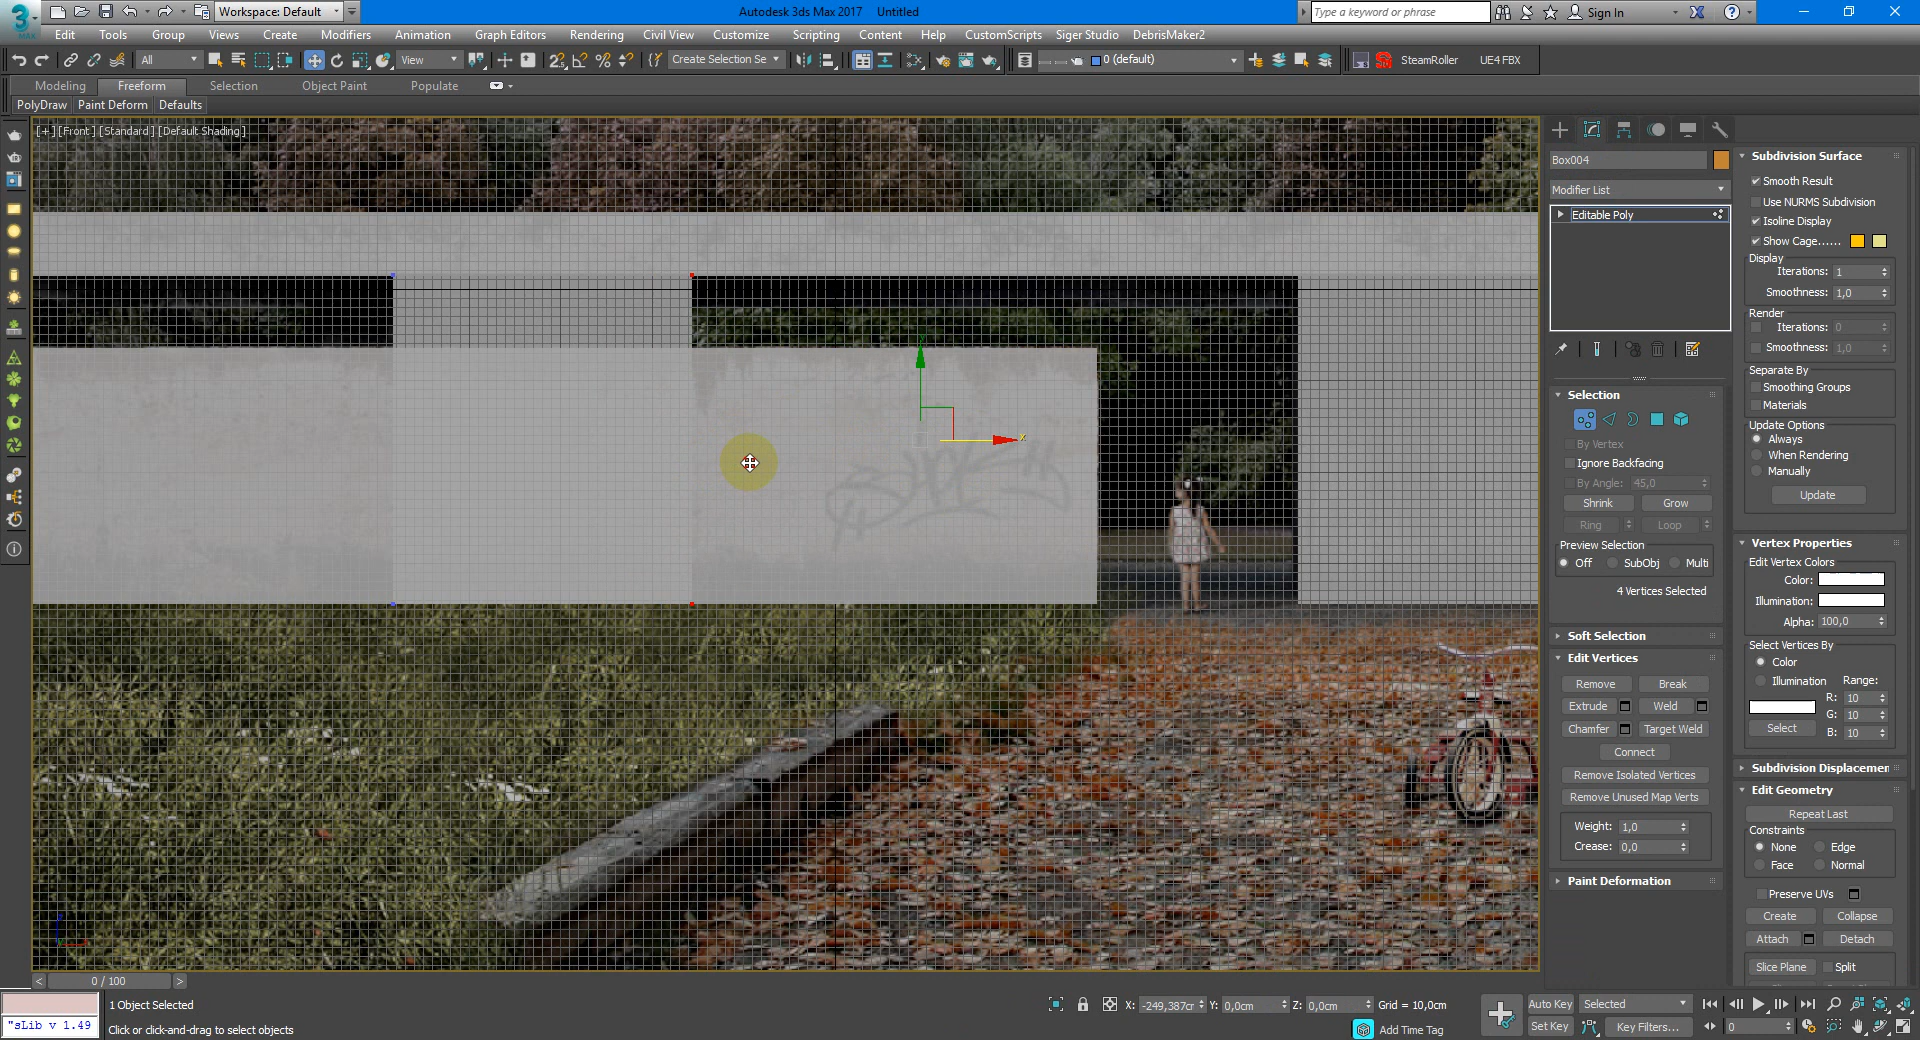 3 MAX Workspace: Default Autodesk 3ds Max 2017 Untitled Type a keyword or phrase Sign In
Edit Tools Group Views Create Modifiers Animation Graph Editors Rendering Civil View Customize Scripting Content Help CustomScripts Siger Studio DebrisMaker2
All View Create Selection Se 0 (default) SteamRoller UE4 FBX
Modeling Freeform Selection Object Paint Populate
PolyDraw Paint Deform Defaults
[+] [Front] [Standard] [Default Shading]
x
Box004
Modifier List
Editable Poly
Selection
By Vertex
Ignore Backfacing
By Angle: 45,0
Shrink Grow
Ring Loop
Preview Selection
Off SubObj Multi
4 Vertices Selected
Soft Selection
Edit Vertices
Remove Break
Extrude Weld
Chamfer Target Weld
Connect
Remove Isolated Vertices
Remove Unused Map Verts
Weight: 1,0
Crease: 0,0
Paint Deformation
Subdivision Surface
Smooth Result
Use NURMS Subdivision
Isoline Display
Show Cage......
Display
Iterations: 1
Smoothness: 1,0
Render
Iterations: 0
Smoothness: 1,0
Separate By
Smoothing Groups
Materials
Update Options
Always
When Rendering
Manually
Update
Vertex Properties
Edit Vertex Colors
Color:
Illumination:
Alpha: 100,0
Select Vertices By
Color
Illumination Range:
R: 10
G: 10
B: 10
Select
Subdivision Displacemen
Edit Geometry
Repeat Last
Constraints
None Edge
Face Normal
Preserve UVs
Create Collapse
Attach Detach
Slice Plane Split
< 0 / 100 >
1 Object Selected X: -249,387cr Y: 0,0cm Z: 0,0cm Grid = 10,0cm Auto Key Selected
"sLib v 1.49 Click or click-and-drag to select objects Add Time Tag Set Key Key Filters... 0